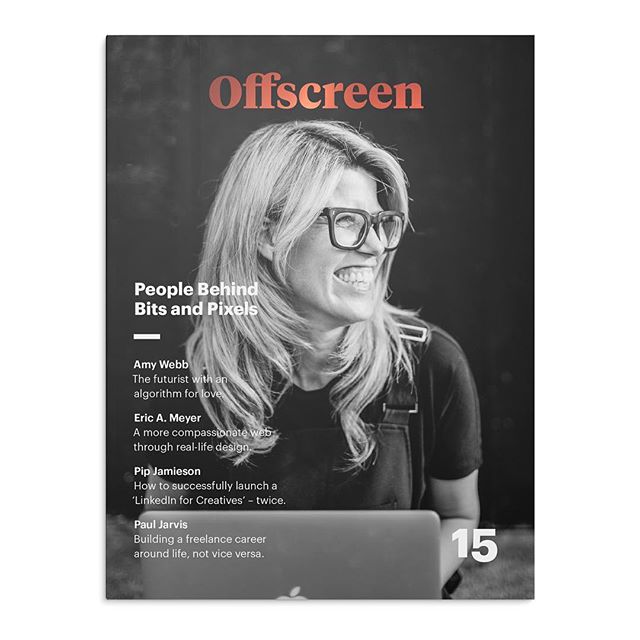 Offscreen
People Behind
Bits and Pixels
Amy Webb
The futurist with an
algorithm for love.
Eric A. Meyer
A more compassionate web
through real-life design.
Pip Jamieson
How to successfully launch a
‘LinkedIn for Creatives’ – twice.
Paul Jarvis
Building a freelance career
around life, not vice versa.
15